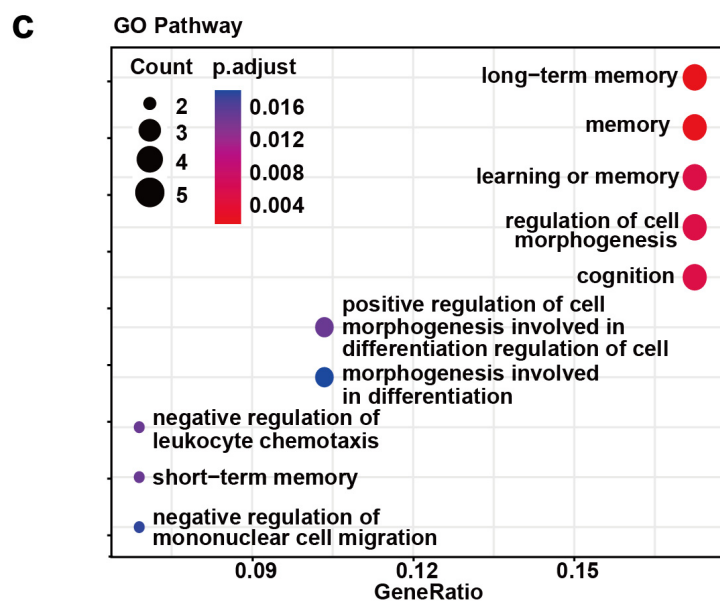 c
GO Pathway
Count
p.adjust
2
3
4
5
0.016
0.012
0.008
0.004
long−term memory
memory
learning or memory
regulation of cell
morphogenesis
cognition
positive regulation of cell
morphogenesis involved in
differentiation regulation of cell
morphogenesis involved
in differentiation
negative regulation of
leukocyte chemotaxis
short−term memory
negative regulation of
mononuclear cell migration
0.09
0.12
0.15
GeneRatio